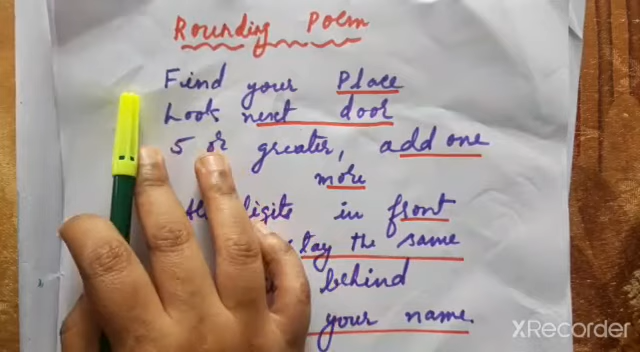 Rounding Poem
Find your Place
Look next door
5 or greater, add one
more
digits in front
stay the same
behind
your name.
XRecorder